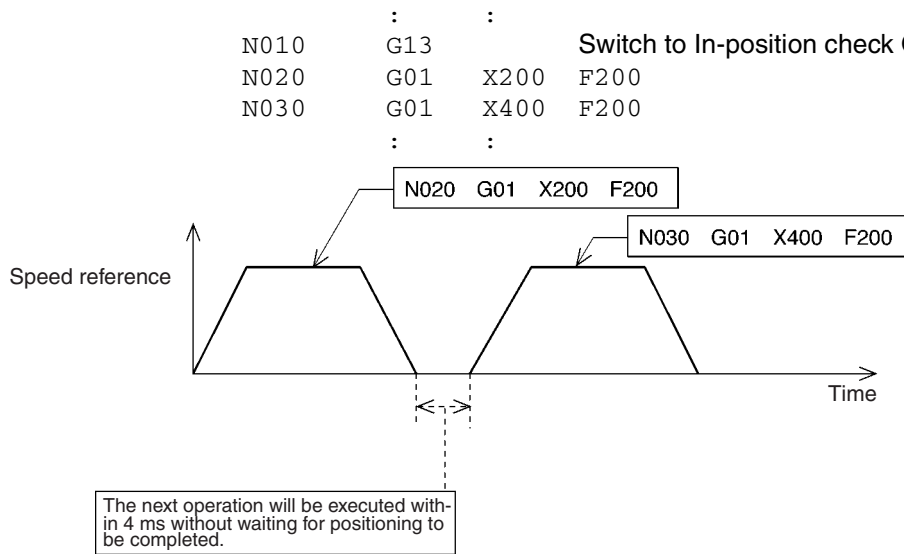 : :
N010 G13 Switch to In-position check
N020 G01 X200 F200
N030 G01 X400 F200
: :
N020 G01 X200 F200
N030 G01 X400 F200
Speed reference
Time
The next operation will be executed with-
in 4 ms without waiting for positioning to
be completed.